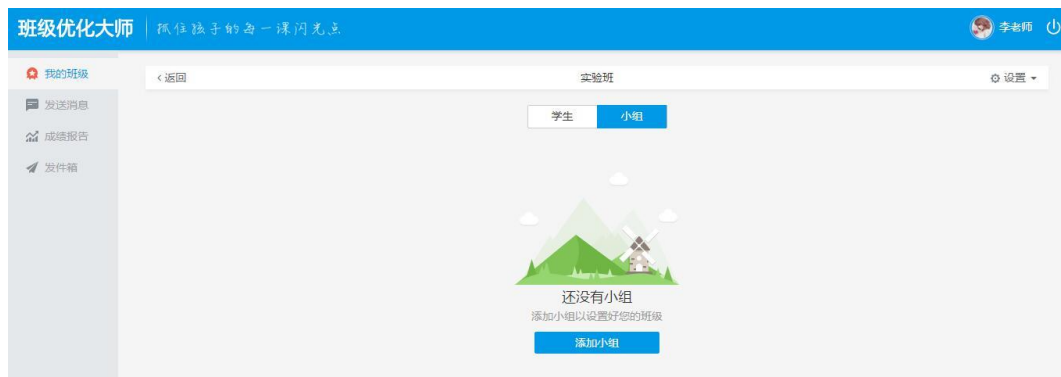 班级优化大师 抓住孩子的每一课闪光点 李老师
我的班级
发送消息
成绩报告
发件箱
<返回 实验班 设置
学生 小组
还没有小组
添加小组以设置好您的班级
添加小组